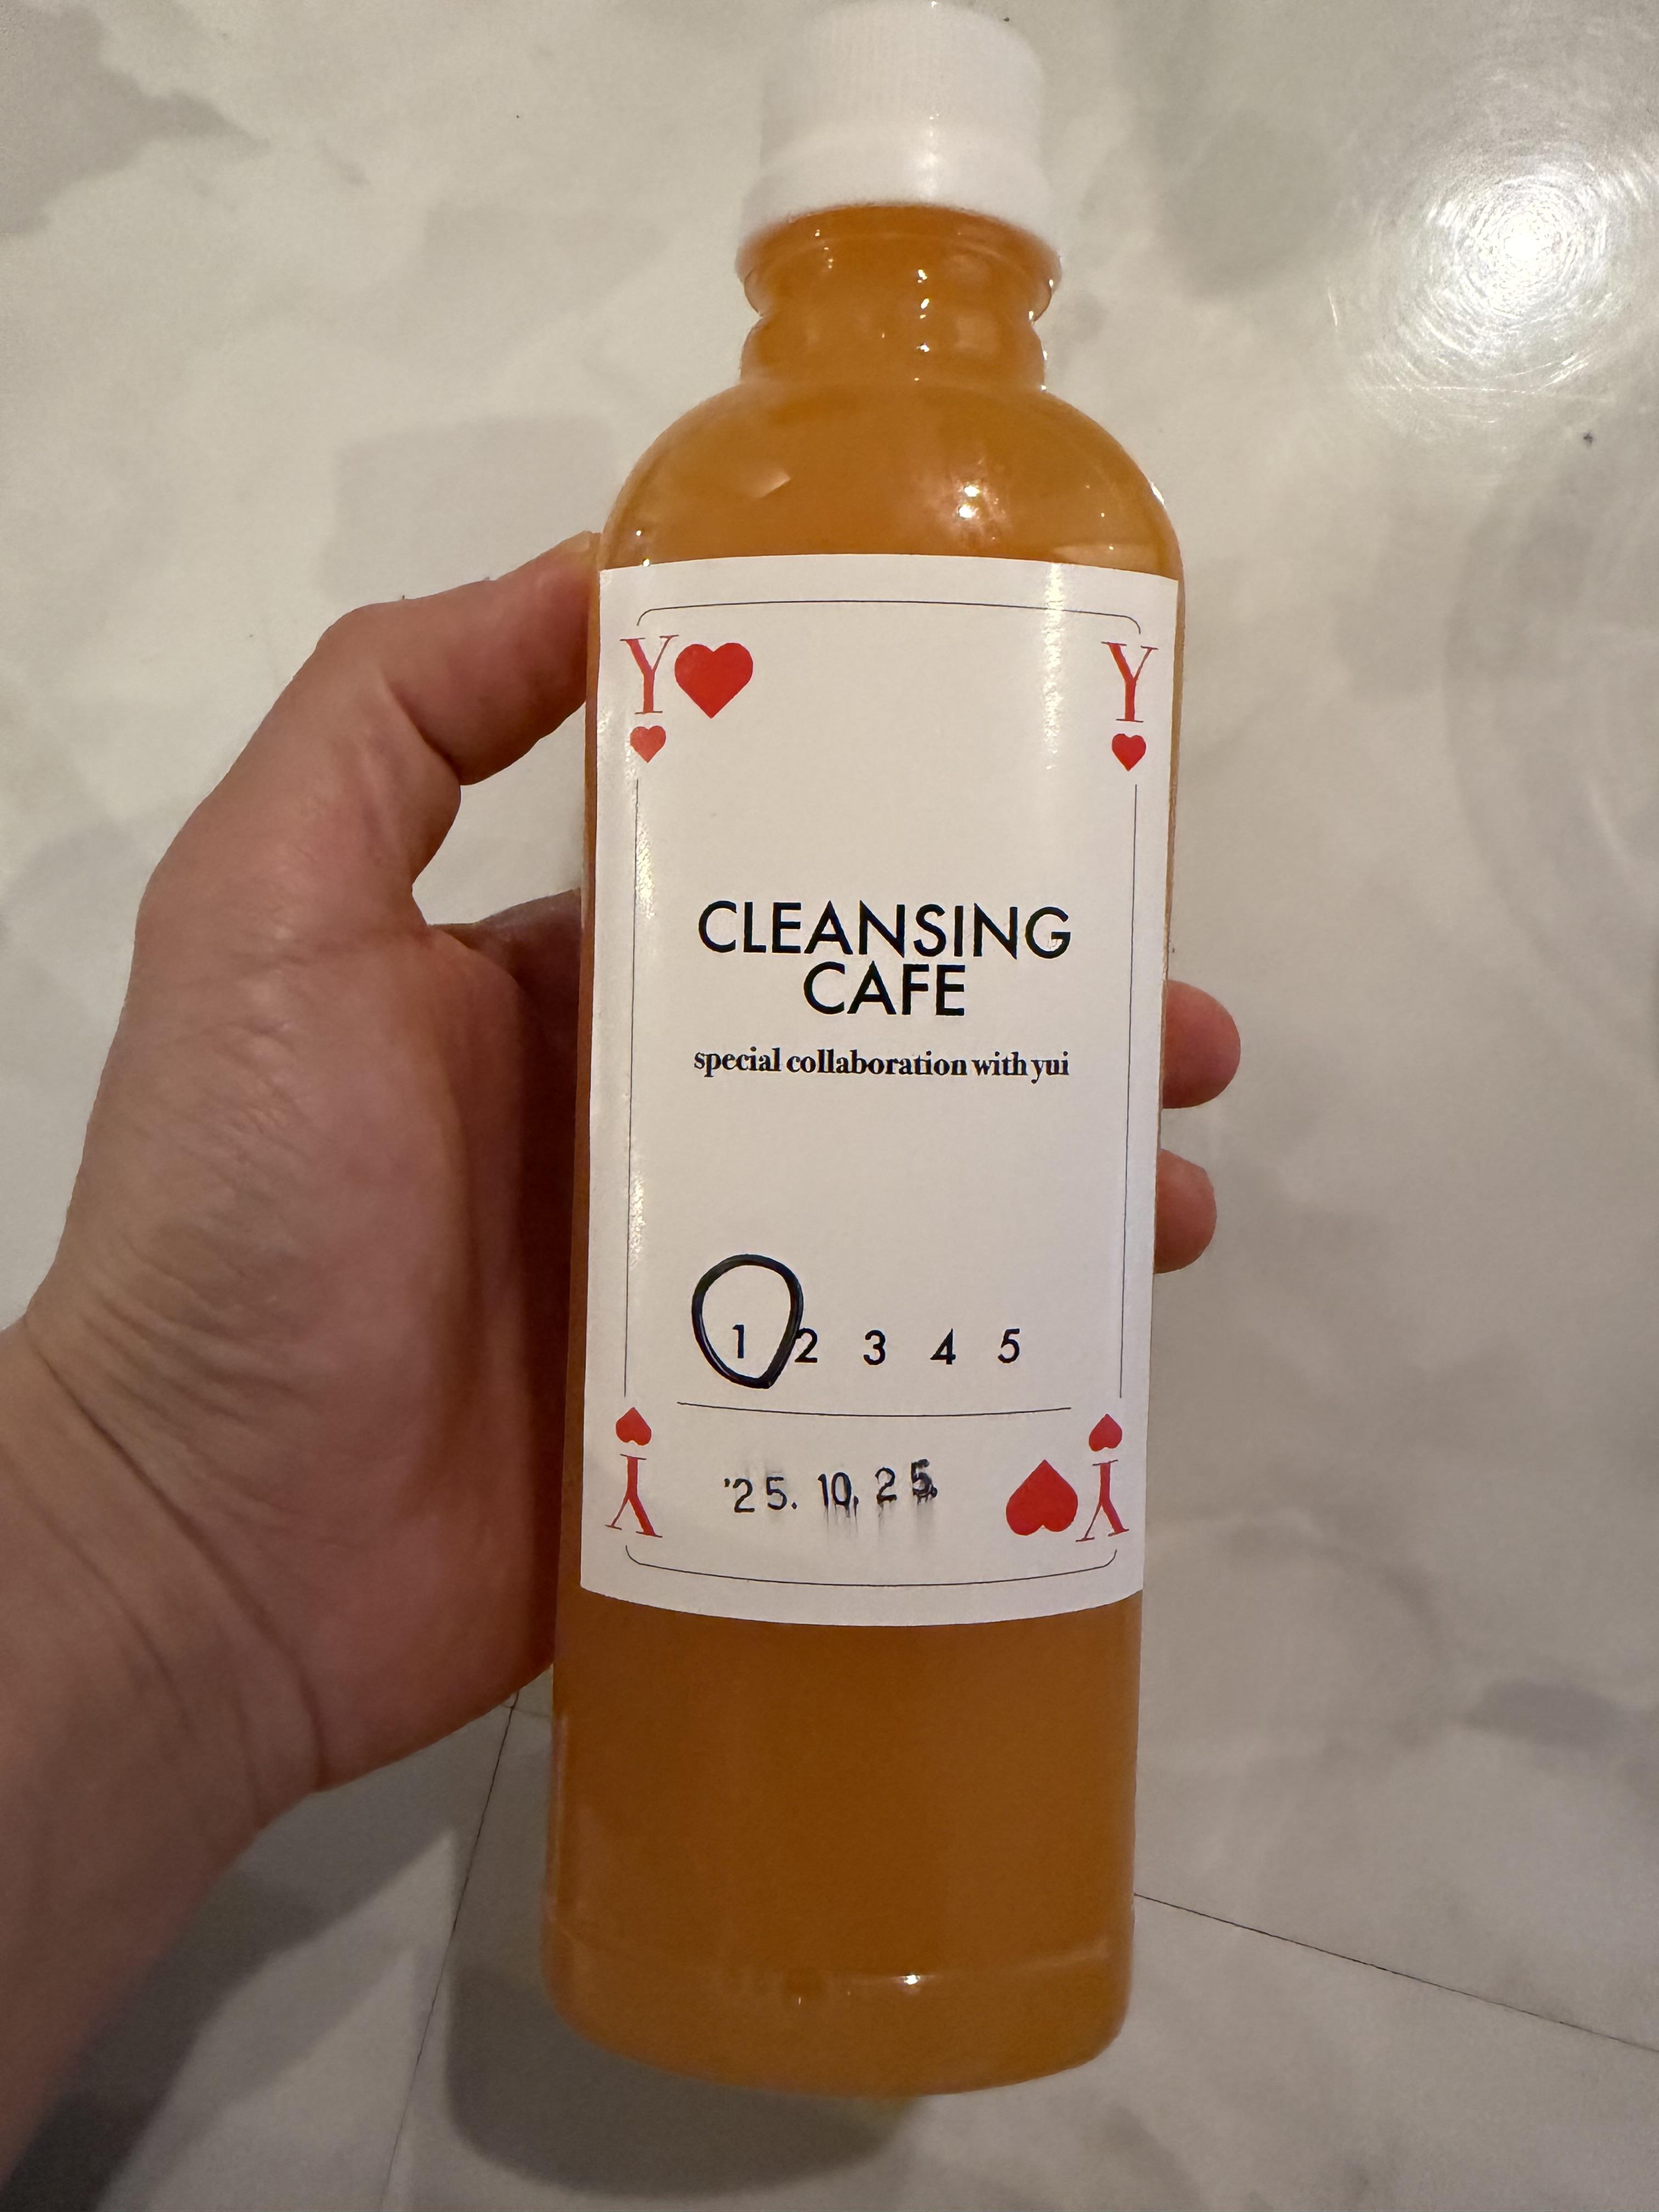 Y Y
CLEANSING
CAFE
special collaboration with yui
1 2 3 4 5
'25. 10. 25.
Y Y